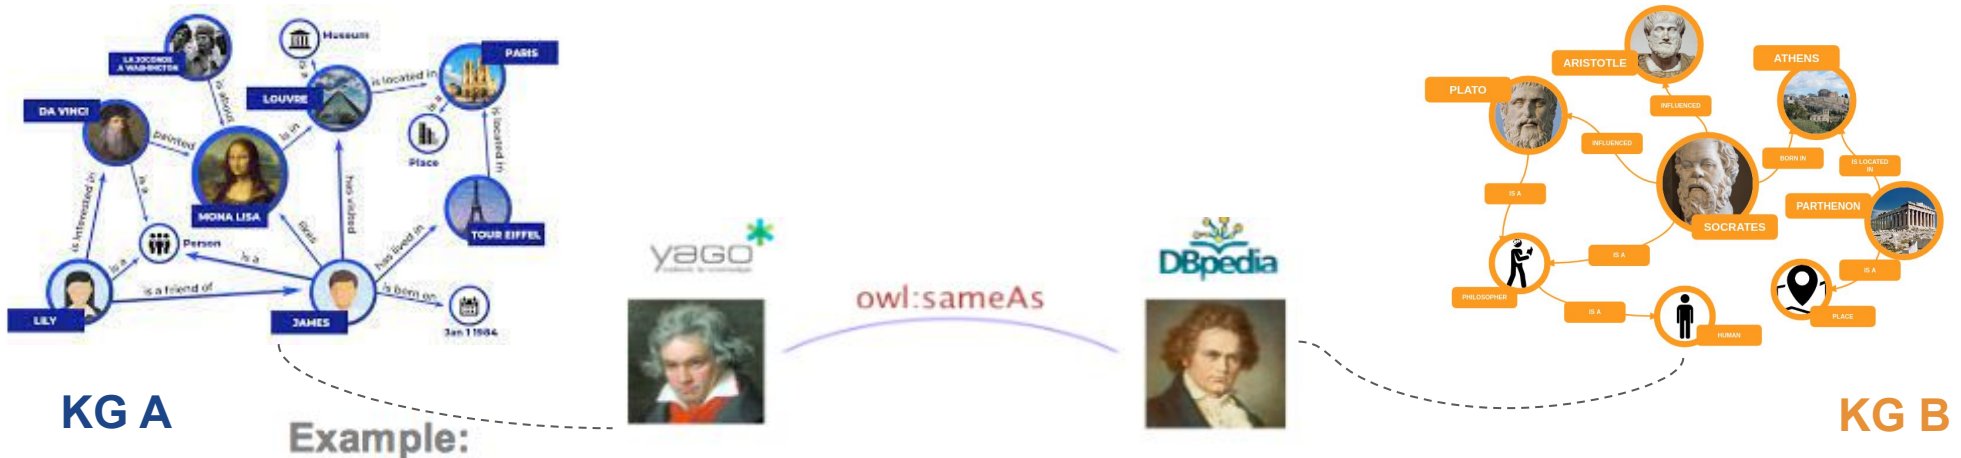 LA JOCONDE
A WASHINGTON
Museum
PARIS
is a
is located in
LOUVRE
is about
is a
DA VINCI
painted
is in
Place
is located in
MONA LISA
is a
is interested in
has visited
likes
TOUR EIFFEL
Person
is a
is a
has lived in
is a friend of
is born on
LILY
JAMES
Jan 1 1984
KG A
Example:
yaGO
DBpedia
owl:sameAs
ARISTOTLE
ATHENS
PLATO
INFLUENCED
INFLUENCED
BORN IN
IS LOCATED
IN
IS A
PARTHENON
SOCRATES
IS A
IS A
PHILOSOPHER
IS A
PLACE
HUMAN
KG B